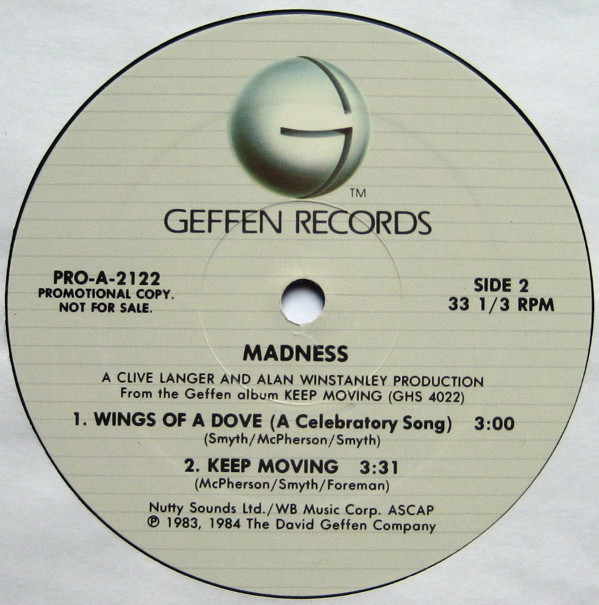 TM
GEFFEN RECORDS
PRO-A-2122
PROMOTIONAL COPY.
NOT FOR SALE.
SIDE 2
33 1/3 RPM
MADNESS
A CLIVE LANGER AND ALAN WINSTANLEY PRODUCTION
From the Geffen album KEEP MOVING (GHS 4022)
1. WINGS OF A DOVE (A Celebratory Song) 3:00
(Smyth/McPherson/Smyth)
2. KEEP MOVING 3:31
(McPherson/Smyth/Foreman)
Nutty Sounds Ltd./WB Music Corp. ASCAP
℗ 1983, 1984 The David Geffen Company